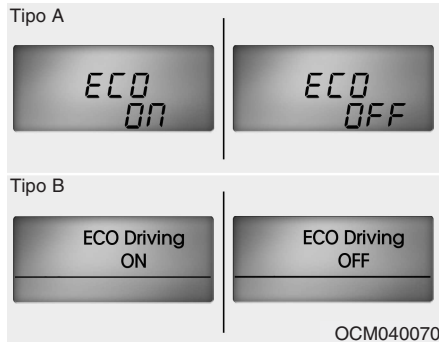 Tipo A
ECO
ON
ECO
OFF
Tipo B
ECO Driving
ON
ECO Driving
OFF
OCM040070